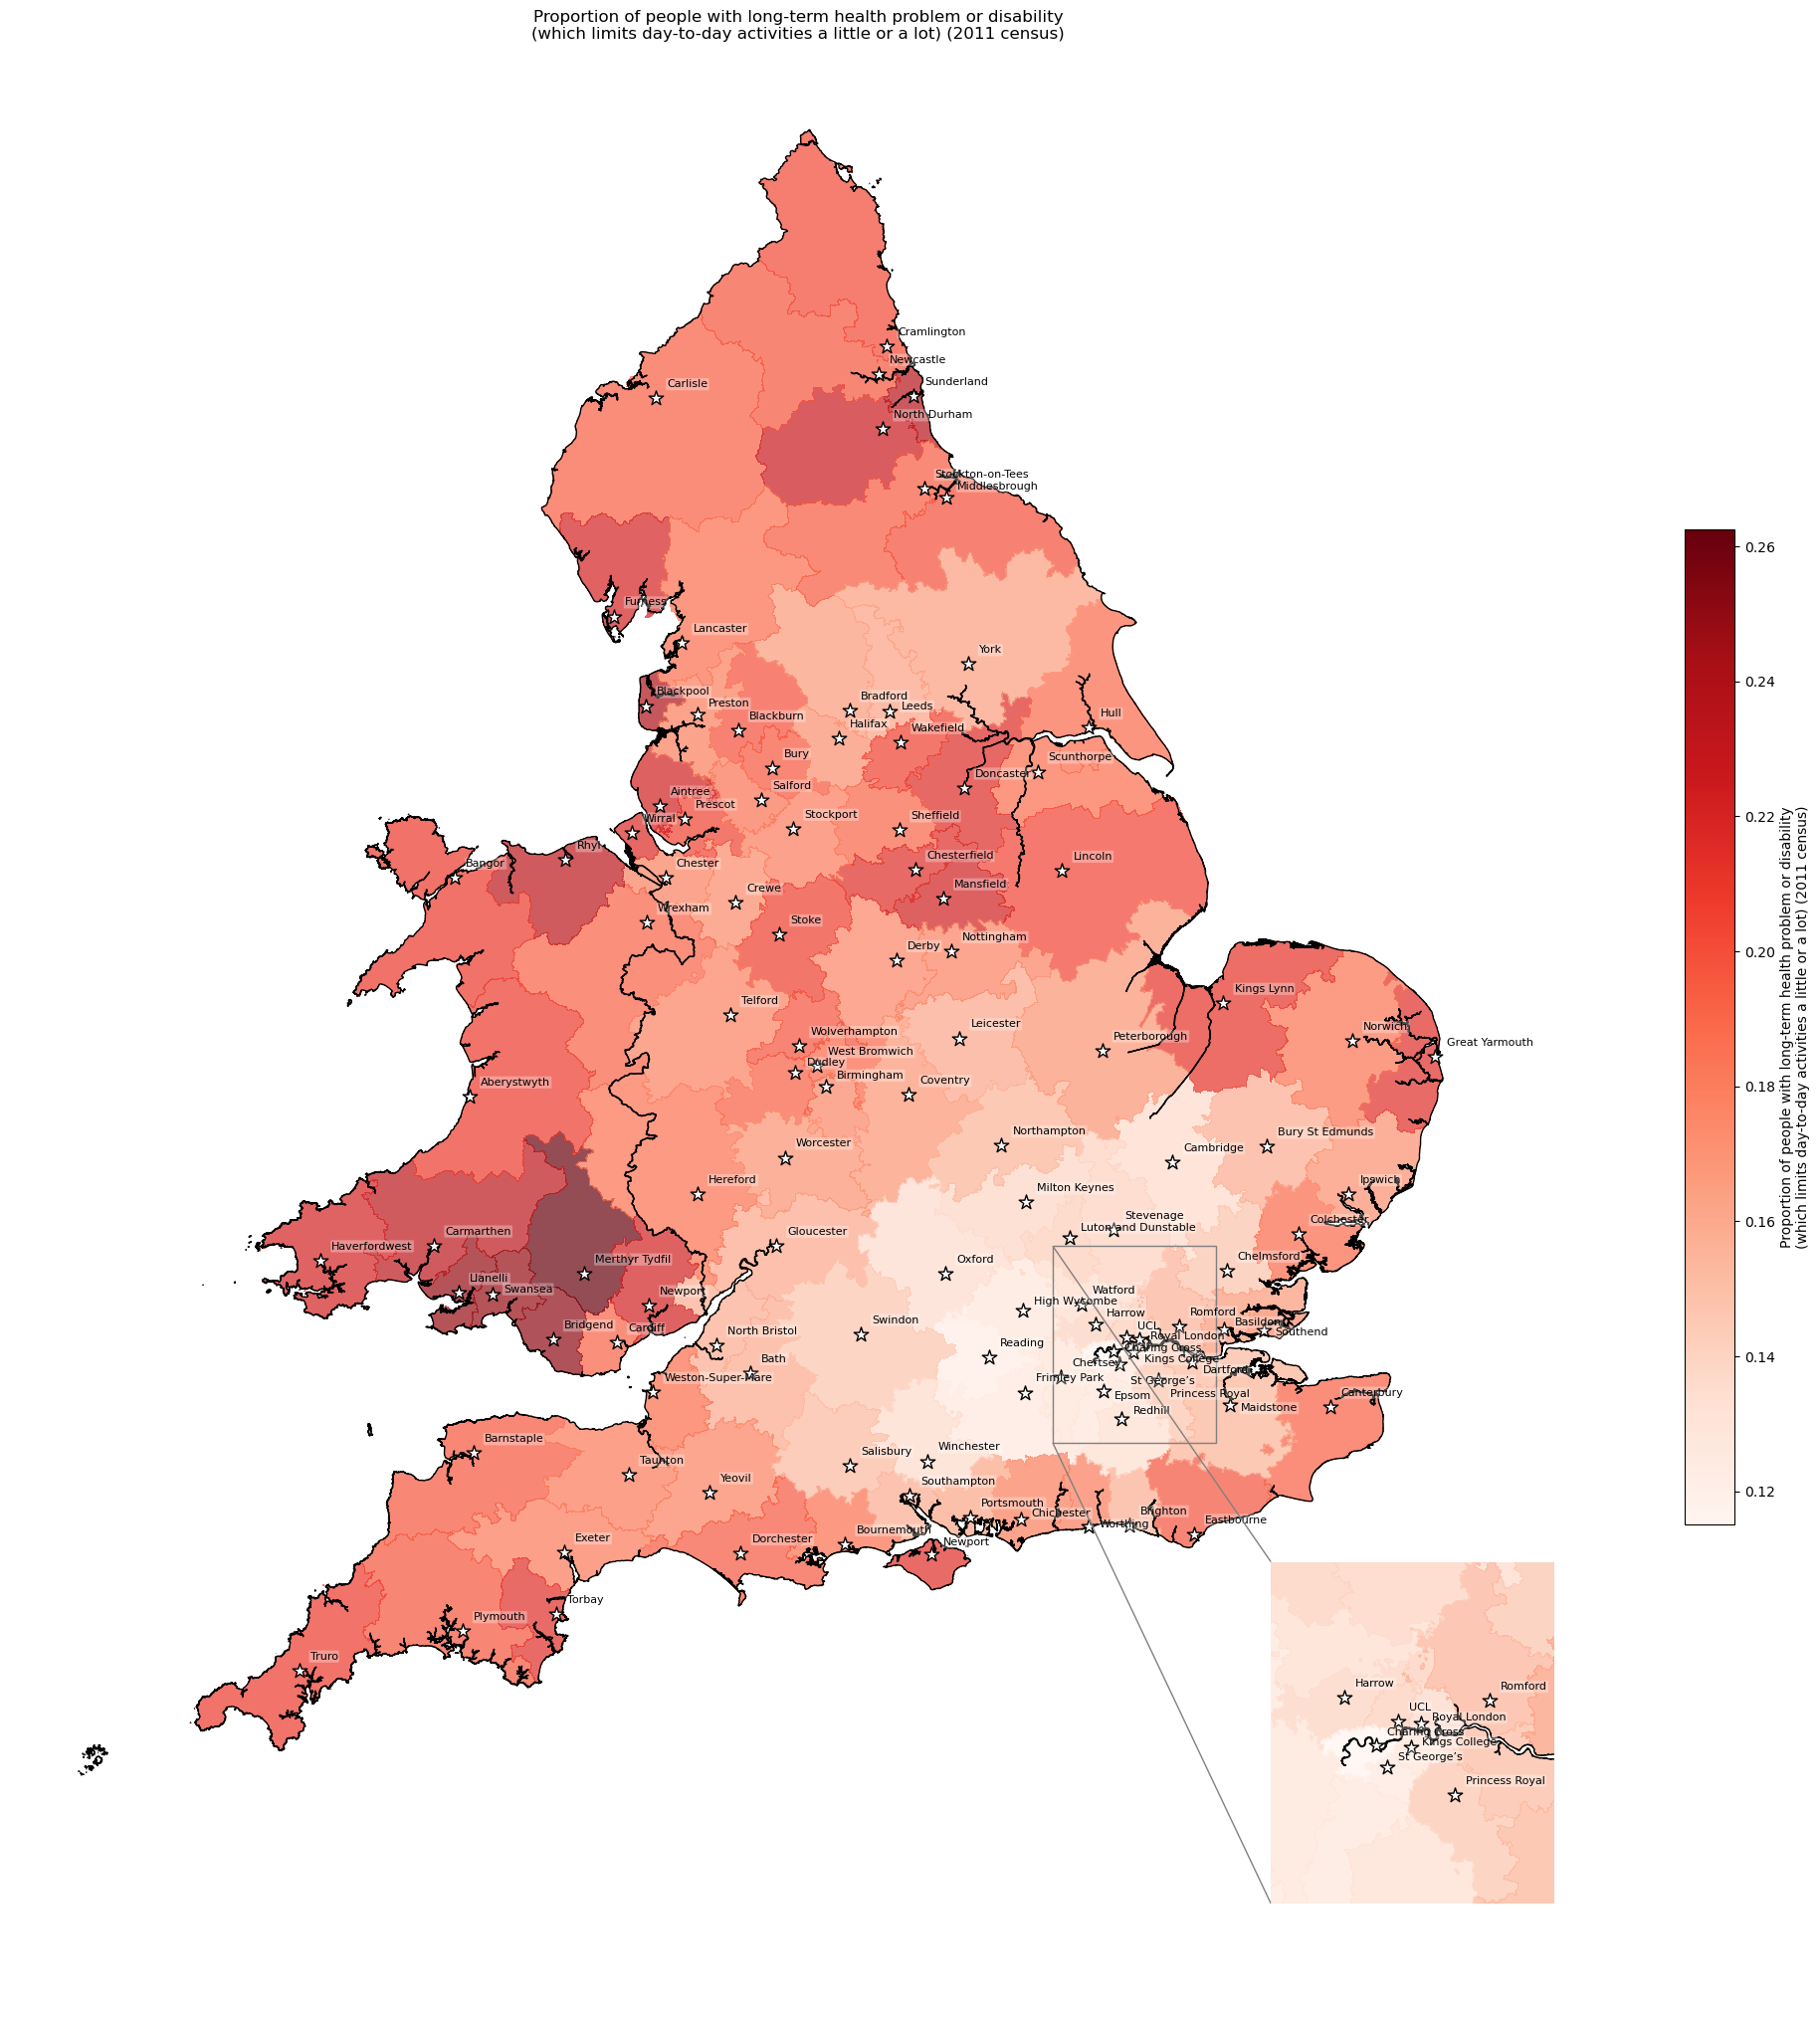 Proportion of people with long-term health problem or disability
(which limits day-to-day activities a little or a lot) (2011 census)
Cramlington
Newcastle
Sunderland
Carlisle
North Durham
Stockton-on-Tees
Middlesbrough
Furness
Lancaster
York
Blackpool
Preston
Bradford
Leeds
Blackburn
Halifax
Wakefield
Hull
Bury
Scunthorpe
Doncaster
Salford
Aintree
Prescot
Wirral
Stockport
Sheffield
Rhyl
Bangor
Chester
Chesterfield
Lincoln
Crewe
Mansfield
Wrexham
Stoke
Derby
Nottingham
Kings Lynn
Telford
Leicester
Wolverhampton
Norwich
Peterborough
Great Yarmouth
West Bromwich
Dudley
Birmingham
Coventry
Aberystwyth
Northampton
Bury St Edmunds
Worcester
Cambridge
Hereford
Milton Keynes
Ipswich
Stevenage
Luton and Dunstable
Colchester
Gloucester
Carmarthen
Haverfordwest
Merthyr Tydfil
Oxford
Chelmsford
Llanelli
Swansea
Newport
High Wycombe
Watford
Harrow
Romford
Basildon
Southend
Bridgend
Cardiff
North Bristol
Swindon
UCL
Royal London
Charing Cross
Kings College
Reading
Bath
Chertsey
Dartford
Weston-Super-Mare
Frimley Park
St George’s
Princess Royal
Epsom
Canterbury
Maidstone
Redhill
Barnstaple
Taunton
Yeovil
Salisbury
Winchester
Southampton
Portsmouth
Chichester
Worthing
Brighton
Eastbourne
Exeter
Dorchester
Bournemouth
Newport
Torbay
Plymouth
Truro
Harrow
Romford
UCL
Royal London
Charing Cross
Kings College
St George’s
Princess Royal
0.26
0.24
0.22
0.20
0.18
0.16
0.14
0.12
Proportion of people with long-term health problem or disability
(which limits day-to-day activities a little or a lot) (2011 census)